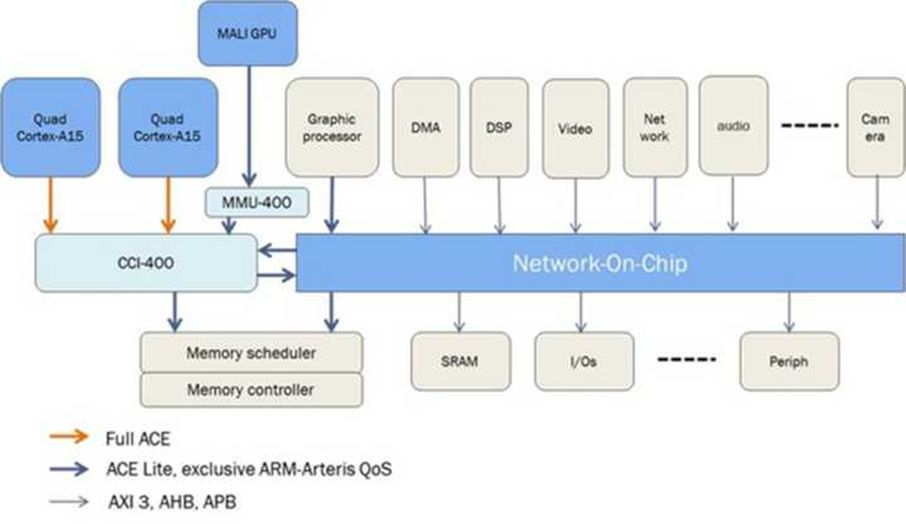 MALI GPU
Quad
Cortex-A15
Quad
Cortex-A15
Graphic
processor
DMA
DSP
Video
Net
work
audio
Cam
era
MMU-400
CCI-400
Network-On-Chip
Memory scheduler
Memory controller
SRAM
I/Os
Periph
Full ACE
ACE Lite, exclusive ARM-Arteris QoS
AXI 3, AHB, APB